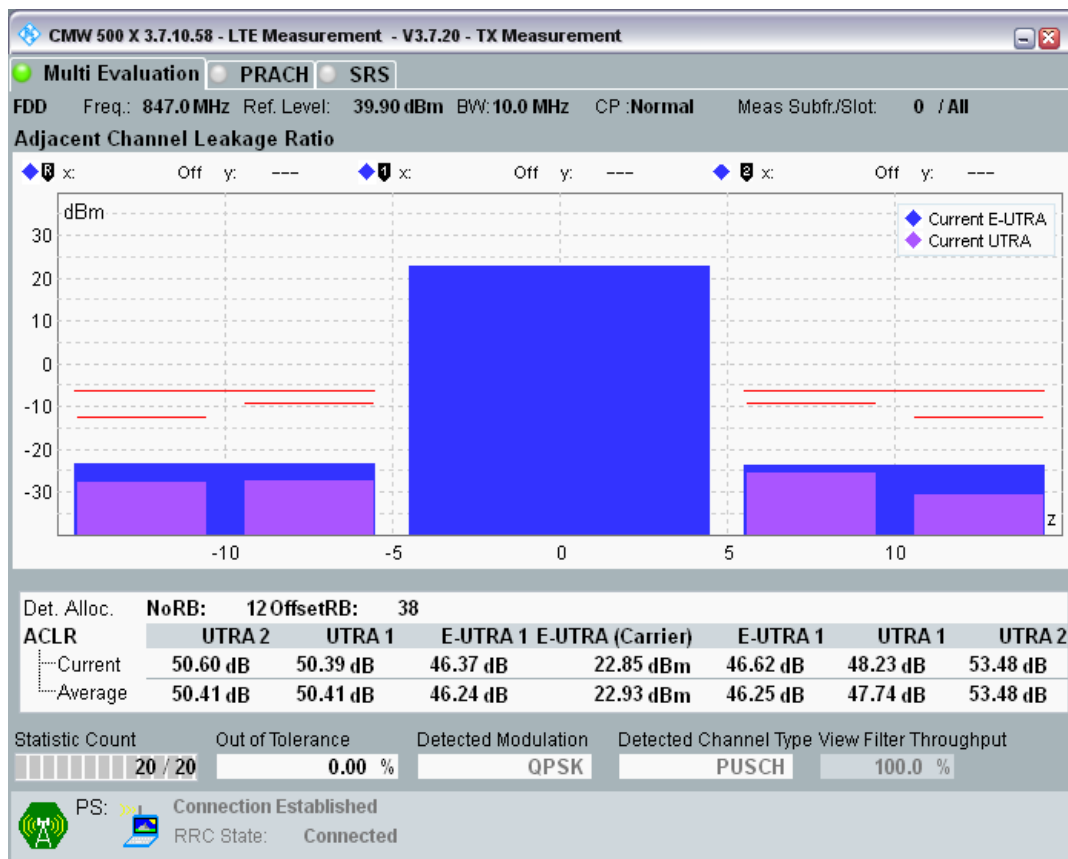 CMW 500 X 3.7.10.58 - LTE Measurement - V3.7.20 - TX Measurement
Multi Evaluation PRACH SRS
FDD Freq.: 847.0 MHz Ref. Level: 39.90 dBm BW: 10.0 MHz CP :Normal Meas Subfr./Slot: 0 / All
Adjacent Channel Leakage Ratio
R x: Off y: --- 1 x: Off y: --- 2 x: Off y: ---
dBm
Current E-UTRA
Current UTRA
30
20
10
0
-10
-20
-30
z
-10 -5 0 5 10
Det. Alloc. NoRB: 12 OffsetRB: 38
ACLR UTRA 2 UTRA 1 E-UTRA 1 E-UTRA (Carrier) E-UTRA 1 UTRA 1 UTRA 2
Current 50.60 dB 50.39 dB 46.37 dB 22.85 dBm 46.62 dB 48.23 dB 53.48 dB
Average 50.41 dB 50.41 dB 46.24 dB 22.93 dBm 46.25 dB 47.74 dB 53.48 dB
Statistic Count Out of Tolerance Detected Modulation Detected Channel Type View Filter Throughput
20 / 20 0.00 % QPSK PUSCH 100.0 %
PS: Connection Established
RRC State: Connected